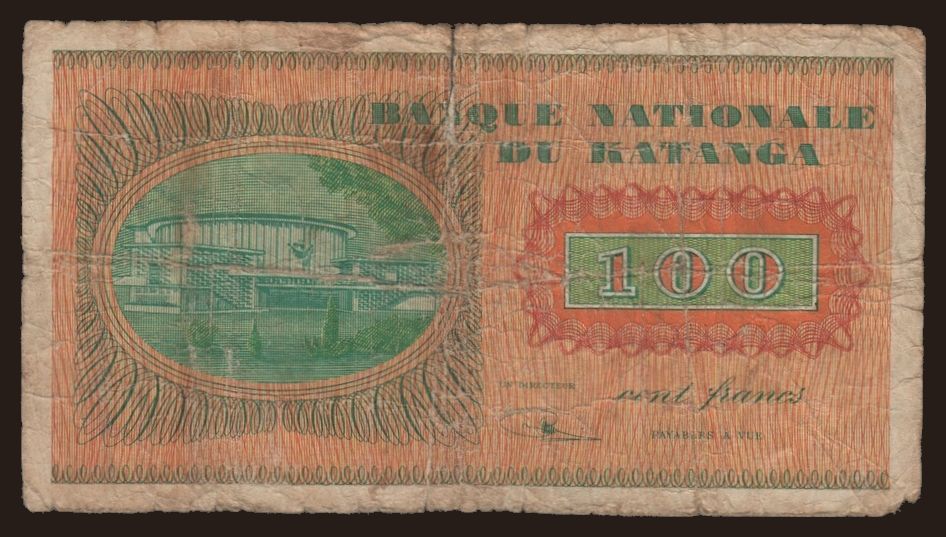 BANQUE NATIONALE
DU KATANGA
100
UN DIRECTEUR
cent francs
PAYABLES A VUE